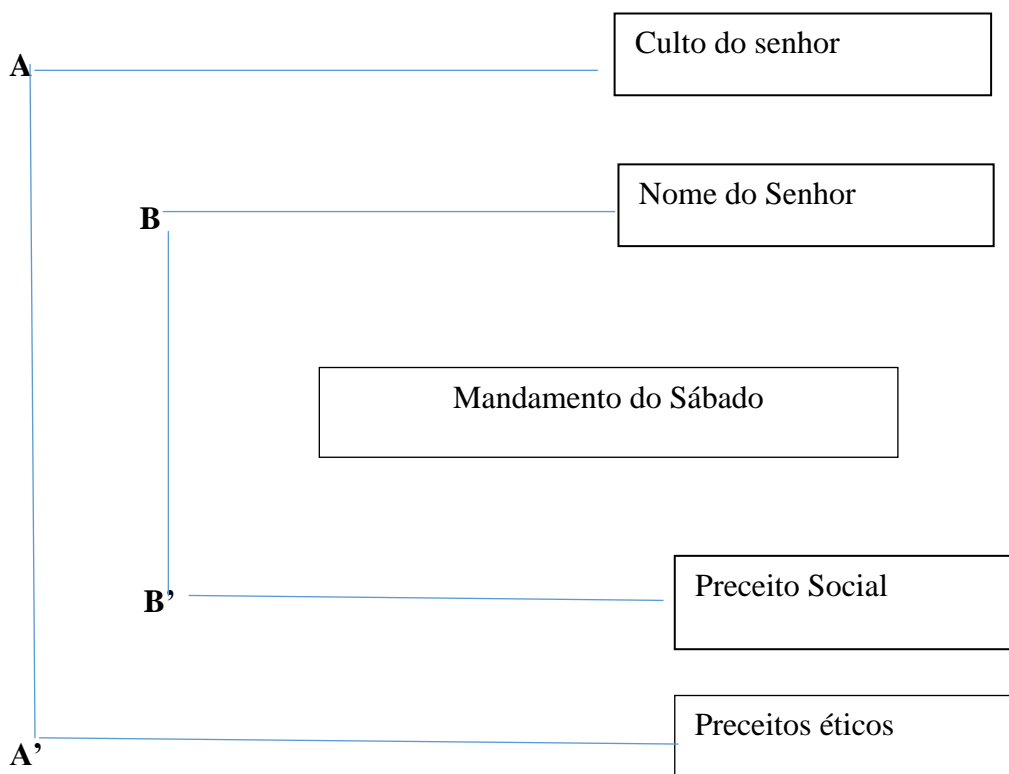 Culto do senhor
A
Nome do Senhor
B
Mandamento do Sábado
B’
Preceito Social
Preceitos éticos
A’